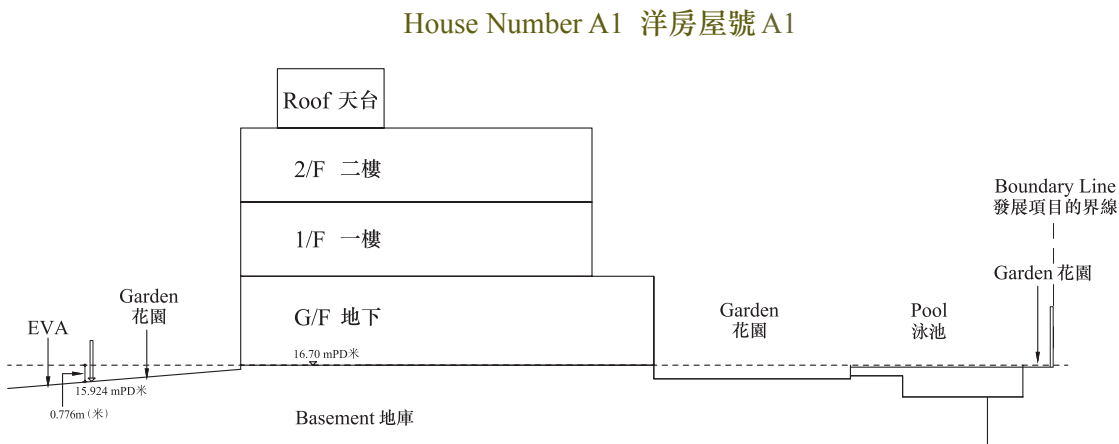 House Number A1 洋房屋號 A1
Roof 天台
2/F 二樓
1/F 一樓
G/F 地下
Boundary Line
發展項目的界線
Garden 花園
Garden
花園
EVA
Garden
花園
Pool
泳池
16.70 mPD米
15.924 mPD米
0.776m (米)
Basement 地庫